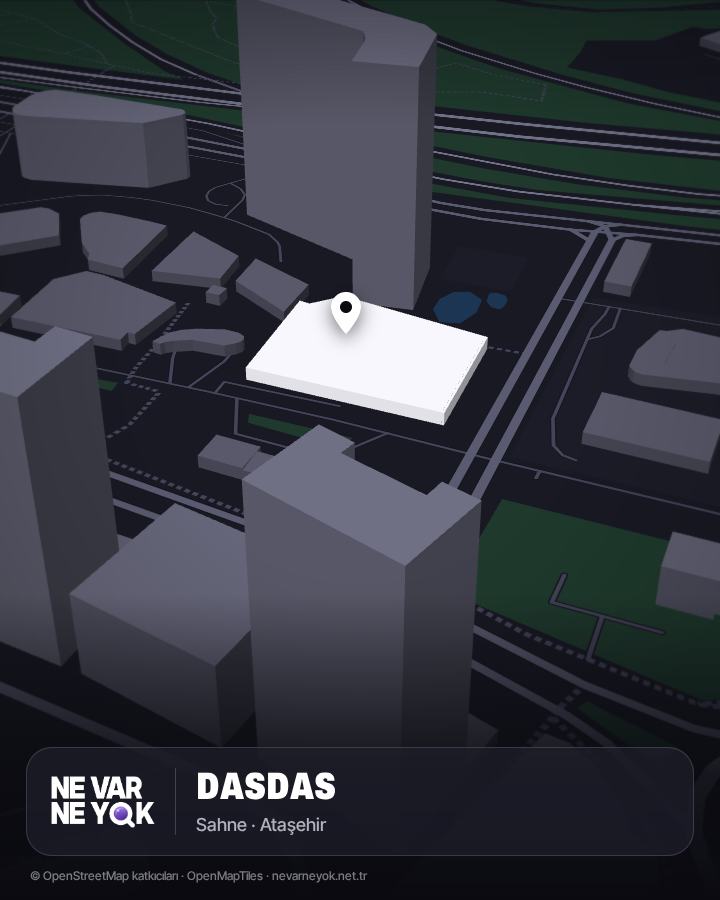 NE VAR
NE YOK
DASDAS
Sahne · Ataşehir
© OpenStreetMap katkıcıları · OpenMapTiles · nevarneyok.net.tr